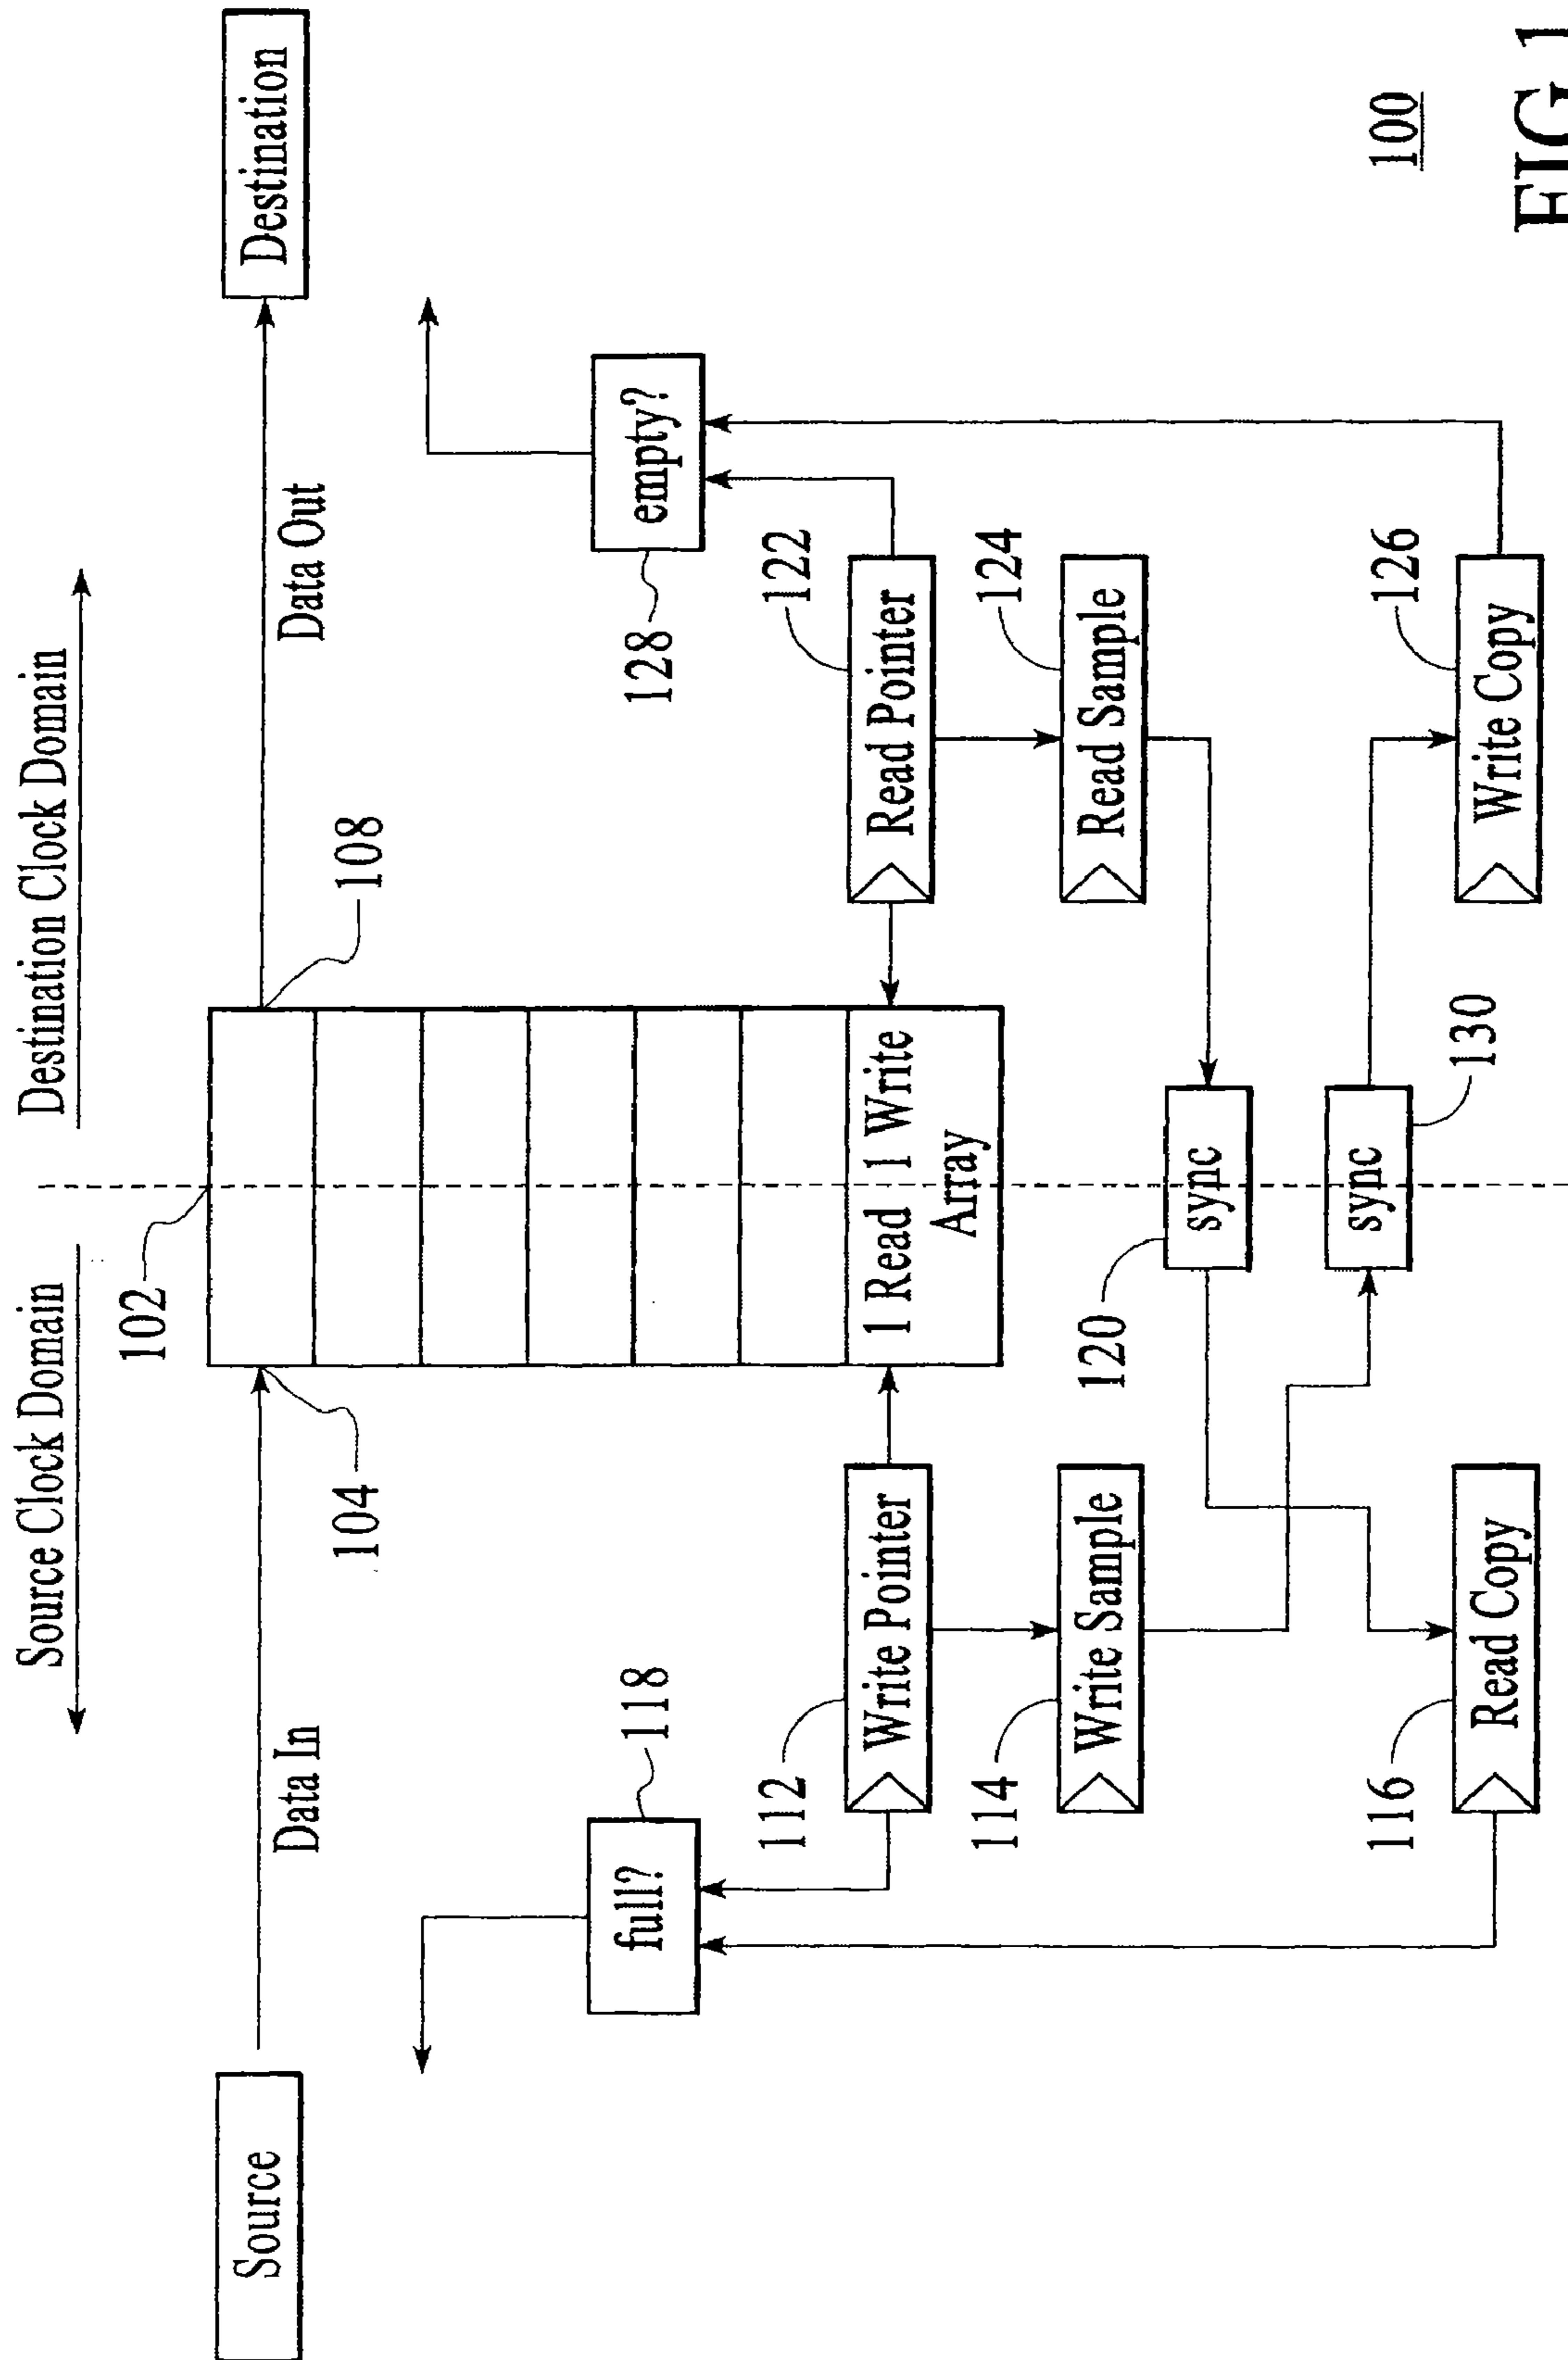 Source Clock Domain
Destination Clock Domain
102
Source
Data In
104
108
Data Out
Destination
full?
118
128
empty?
112
Write Pointer
1 Read 1 Write
Array
Read Pointer
122
114
Write Sample
Read Sample
124
120
sync
116
Read Copy
sync
130
Write Copy
126
100
FIG 1